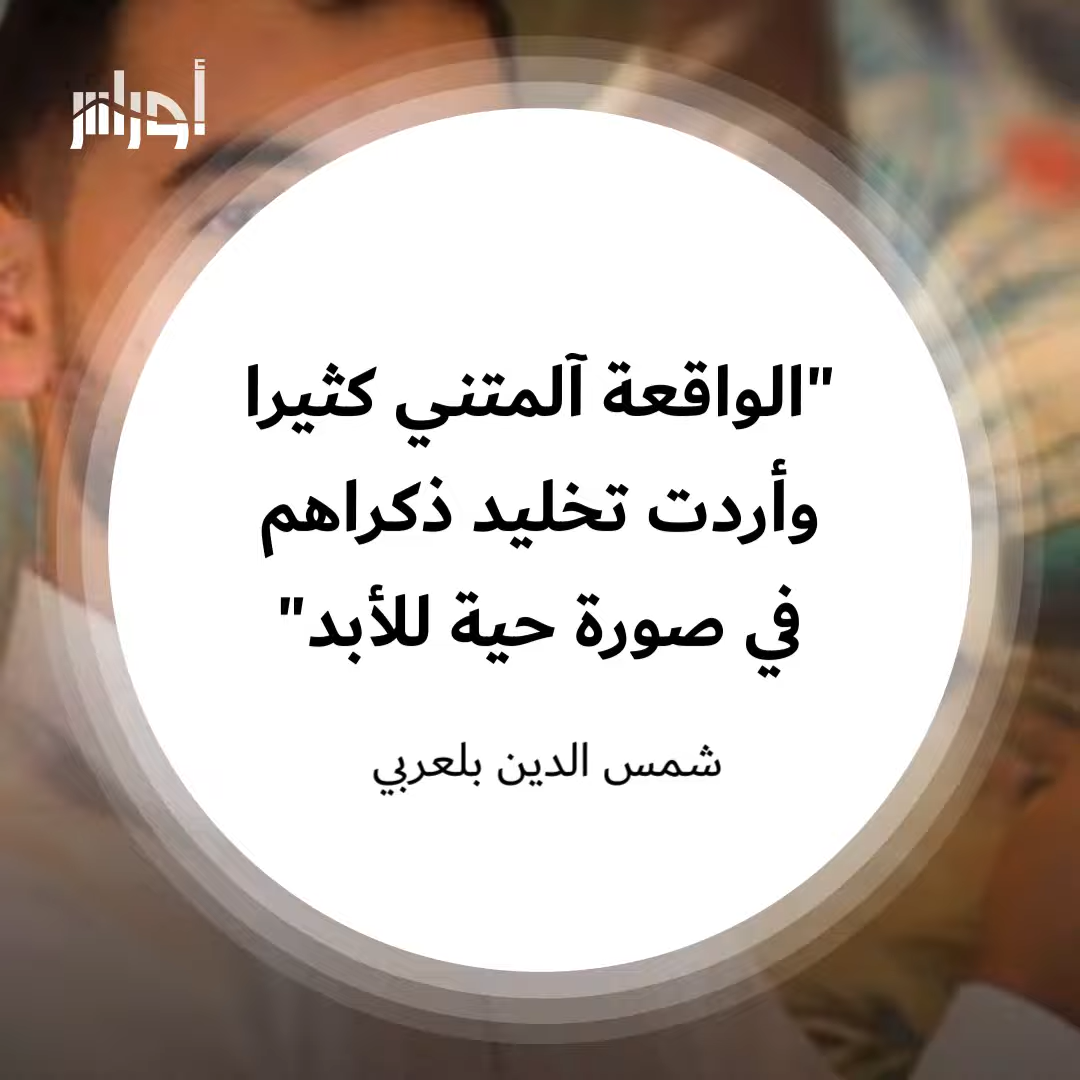 أوراس
"الواقعة آلمتني كثيرا
وأردت تخليد ذكراهم
في صورة حية للأبد"
شمس الدين بلعربي